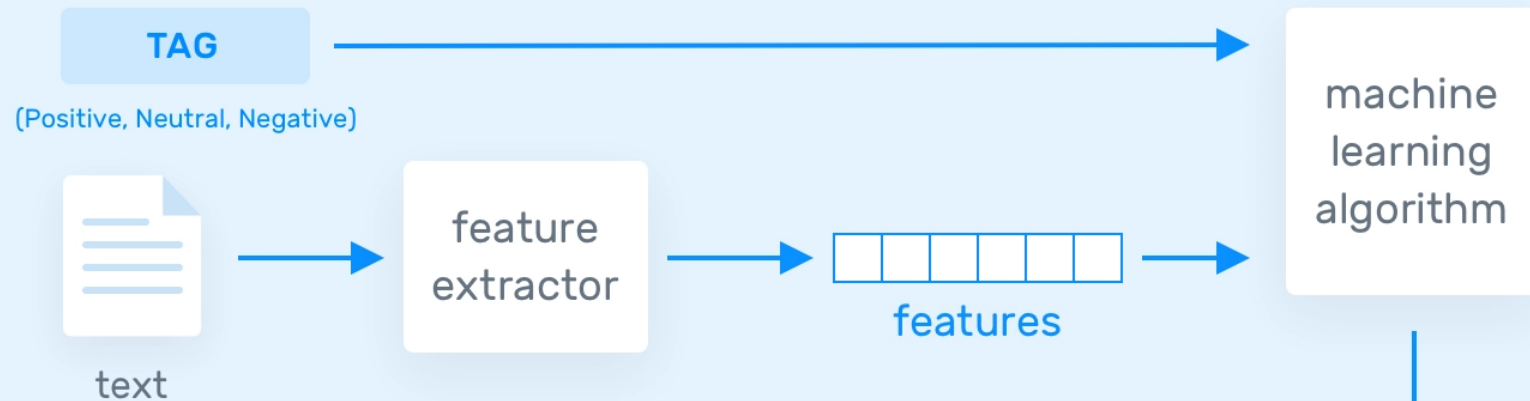 TAG
(Positive, Neutral, Negative)
machine
learning
algorithm
feature
extractor
features
text